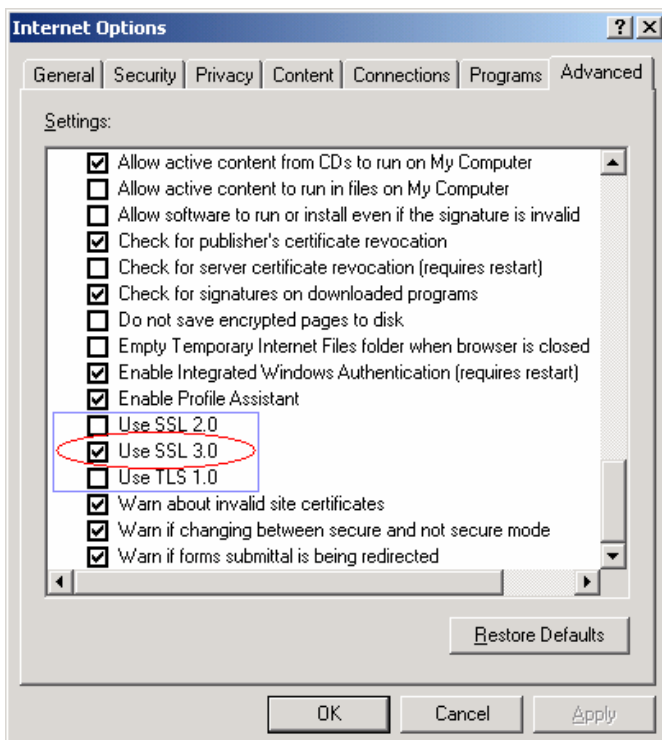 Internet Options
General Security Privacy Content Connections Programs Advanced
Settings:
Allow active content from CDs to run on My Computer
Allow active content to run in files on My Computer
Allow software to run or install even if the signature is invalid
Check for publisher's certificate revocation
Check for server certificate revocation (requires restart)
Check for signatures on downloaded programs
Do not save encrypted pages to disk
Empty Temporary Internet Files folder when browser is closed
Enable Integrated Windows Authentication (requires restart)
Enable Profile Assistant
Use SSL 2.0
Use SSL 3.0
Use TLS 1.0
Warn about invalid site certificates
Warn if changing between secure and not secure mode
Warn if forms submittal is being redirected
Restore Defaults
OK Cancel Apply